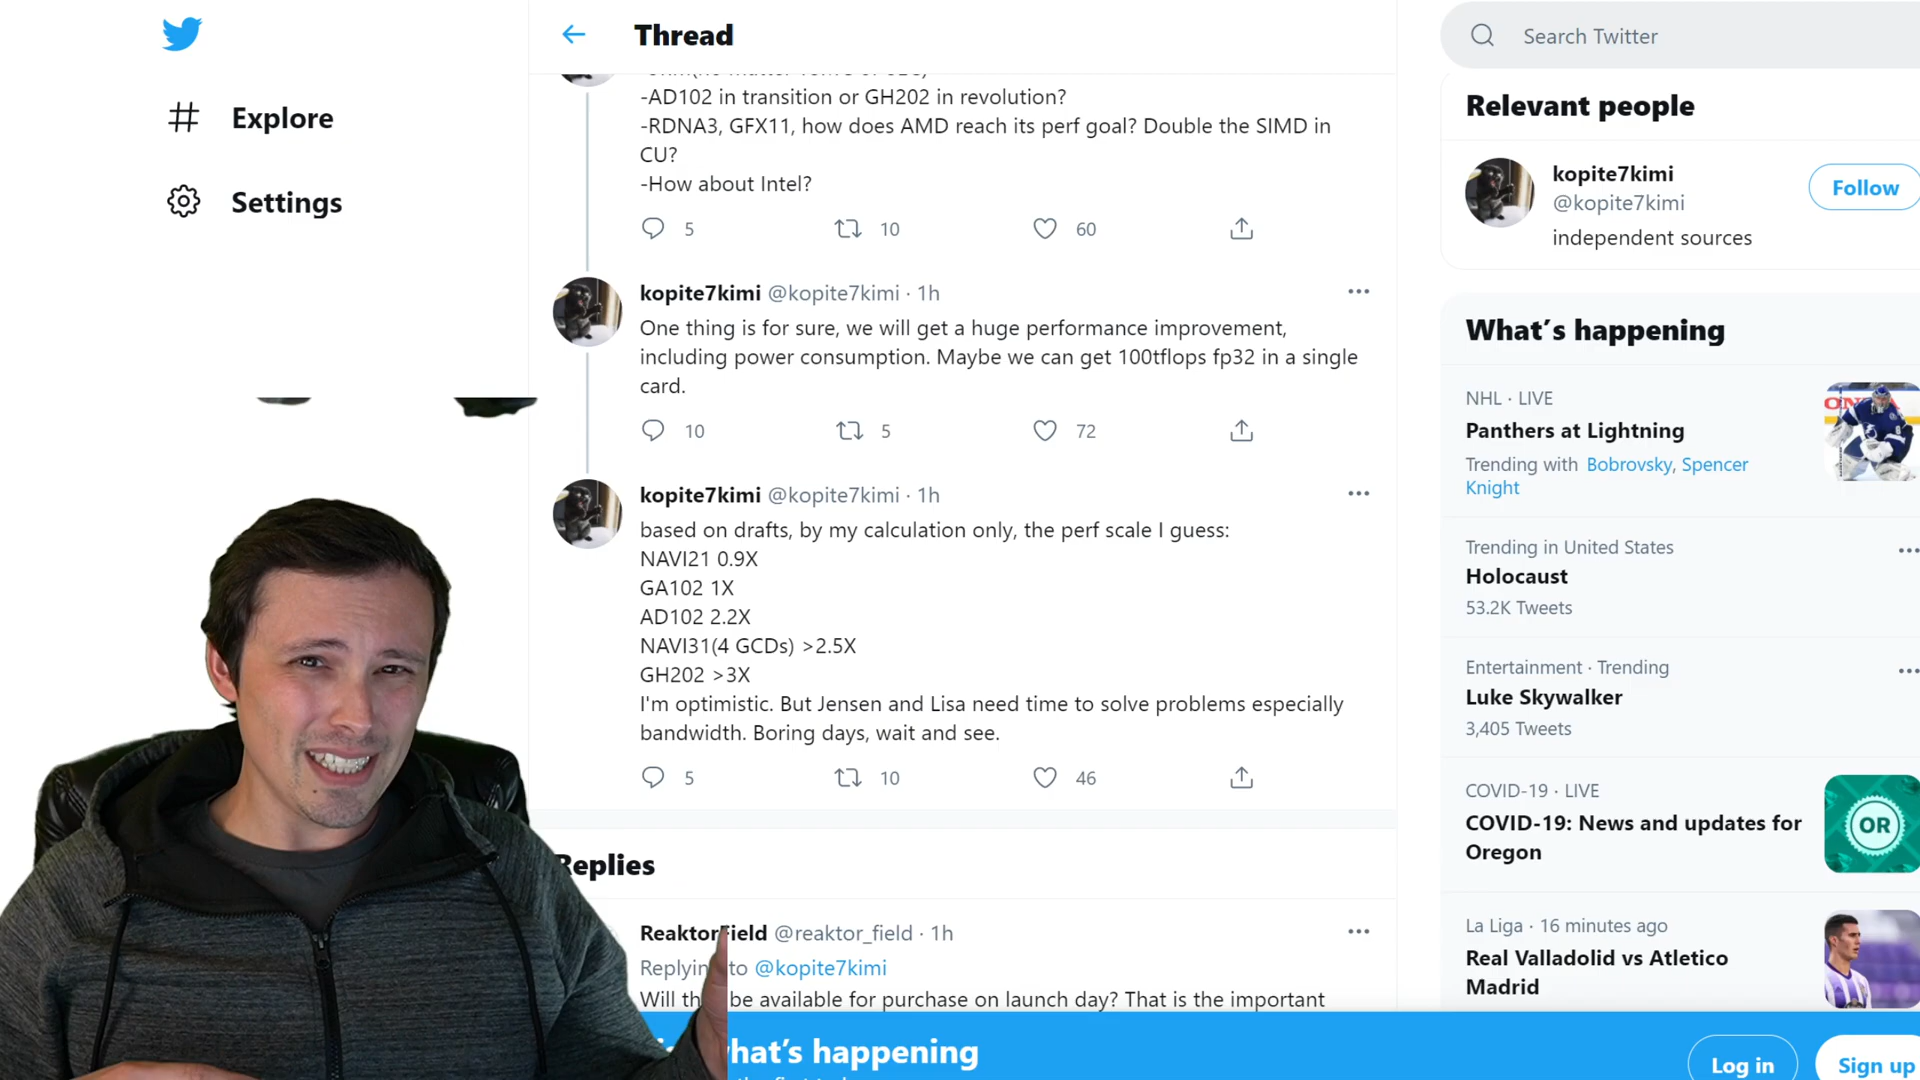 Explore
Settings
Thread
-AD102 in transition or GH202 in revolution?
-RDNA3, GFX11, how does AMD reach its perf goal? Double the SIMD in
CU?
-How about Intel?
5 10 60
kopite7kimi @kopite7kimi · 1h
One thing is for sure, we will get a huge performance improvement,
including power consumption. Maybe we can get 100tflops fp32 in a single
card.
10 5 72
kopite7kimi @kopite7kimi · 1h
based on drafts, by my calculation only, the perf scale I guess:
NAVI21 0.9X
GA102 1X
AD102 2.2X
NAVI31(4 GCDs) >2.5X
GH202 >3X
I'm optimistic. But Jensen and Lisa need time to solve problems especially
bandwidth. Boring days, wait and see.
5 10 46
Replies
ReaktorField @reaktor_field · 1h
Replying to @kopite7kimi
Will th be available for purchase on launch day? That is the important
what's happening
Log in
Sign up
Search Twitter
Relevant people
kopite7kimi
@kopite7kimi
Follow
independent sources
What's happening
NHL · LIVE
Panthers at Lightning
Trending with Bobrovsky, Spencer
Knight
Trending in United States
Holocaust
53.2K Tweets
Entertainment · Trending
Luke Skywalker
3,405 Tweets
COVID-19 · LIVE
COVID-19: News and updates for
Oregon
OR
La Liga · 16 minutes ago
Real Valladolid vs Atletico
Madrid